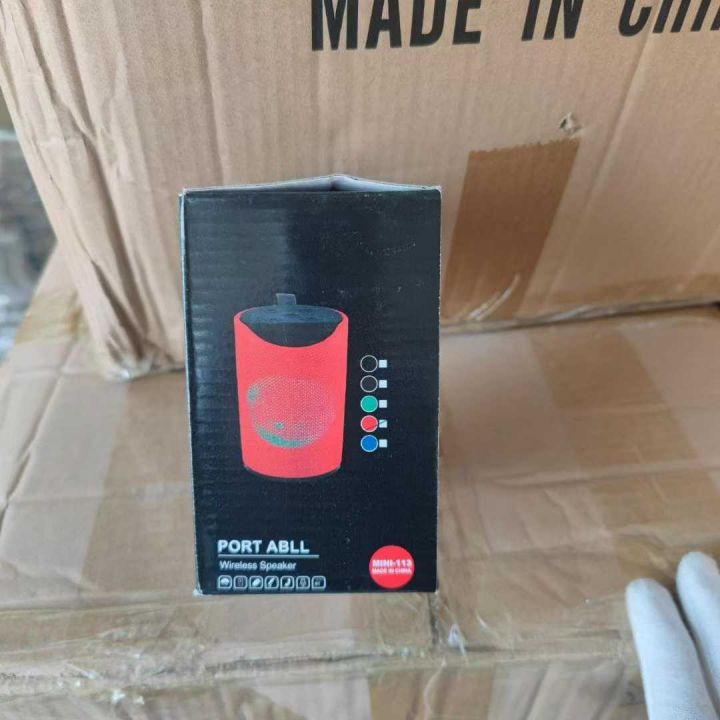 MADE IN CHI
PORT ABLL
Wireless Speaker
MINI-113
MADE IN CHINA